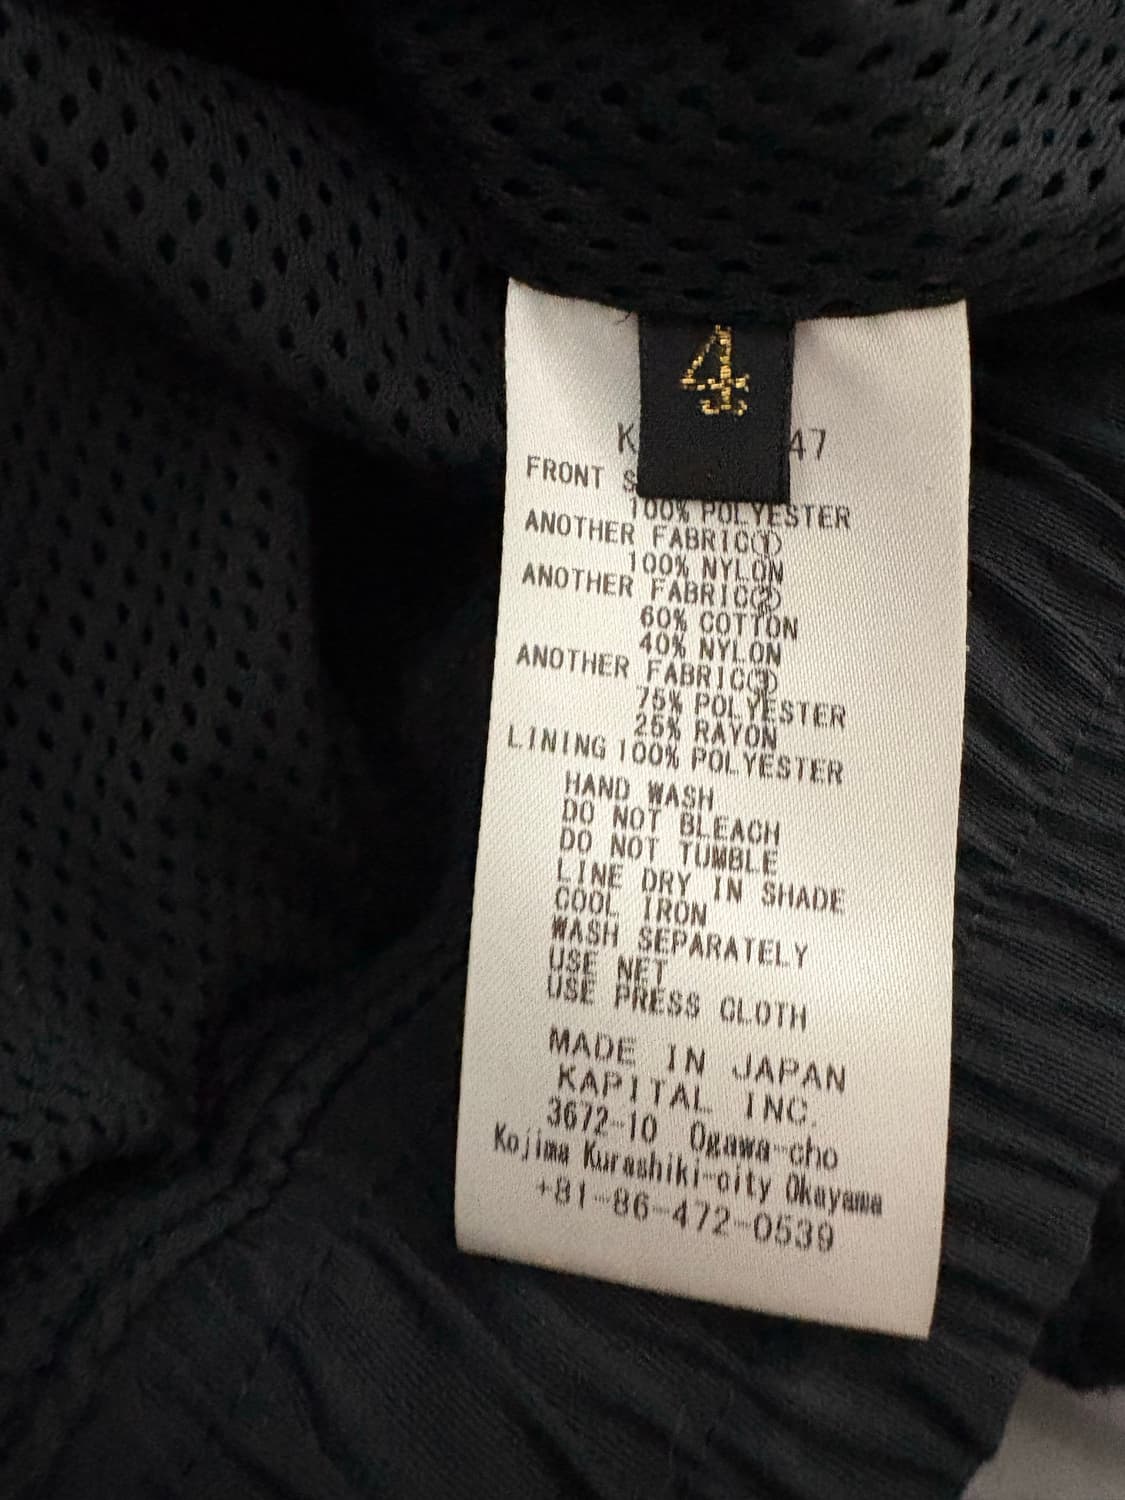 4
K 47
FRONT
100% POLYESTER
ANOTHER FABRIC①
100% NYLON
ANOTHER FABRIC②
60% COTTON
40% NYLON
ANOTHER FABRIC③
75% POLYESTER
25% RAYON
LINING 100% POLYESTER
HAND WASH
DO NOT BLEACH
DO NOT TUMBLE
LINE DRY IN SHADE
COOL IRON
WASH SEPARATELY
USE NET
USE PRESS CLOTH
MADE IN JAPAN
KAPITAL INC.
3672-10 Ogawa-cho
Kojima Kurashiki-city Okayama
+81-86-472-0539